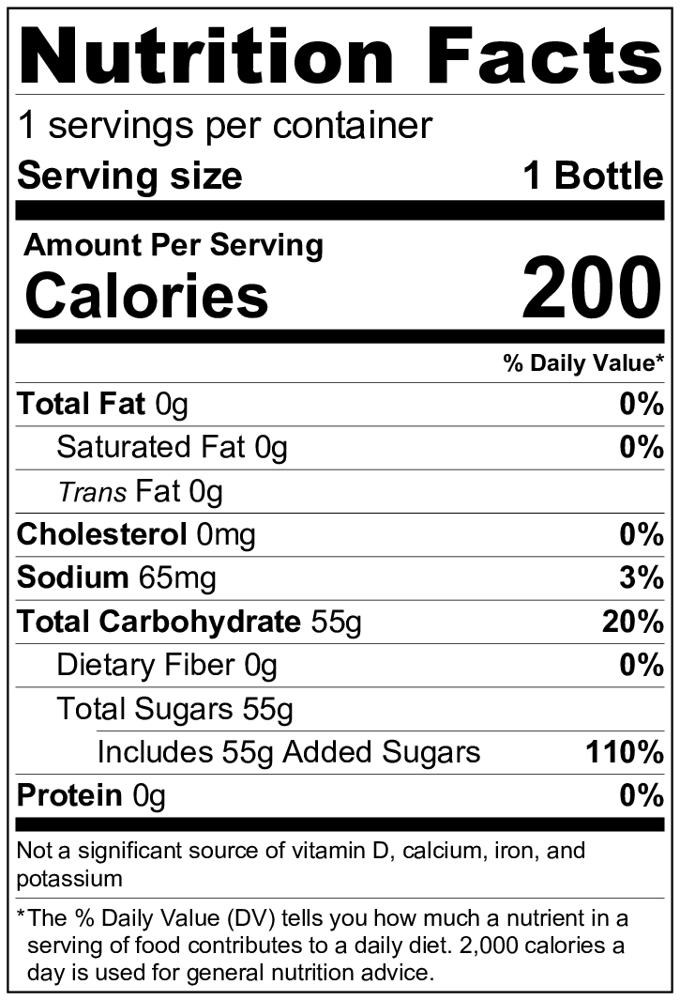 Nutrition Facts
1 servings per container
Serving size 1 Bottle
Amount Per Serving
Calories 200
% Daily Value*
Total Fat 0g 0%
Saturated Fat 0g 0%
Trans Fat 0g
Cholesterol 0mg 0%
Sodium 65mg 3%
Total Carbohydrate 55g 20%
Dietary Fiber 0g 0%
Total Sugars 55g
Includes 55g Added Sugars 110%
Protein 0g 0%
Not a significant source of vitamin D, calcium, iron, and
potassium
*The % Daily Value (DV) tells you how much a nutrient in a
serving of food contributes to a daily diet. 2,000 calories a
day is used for general nutrition advice.